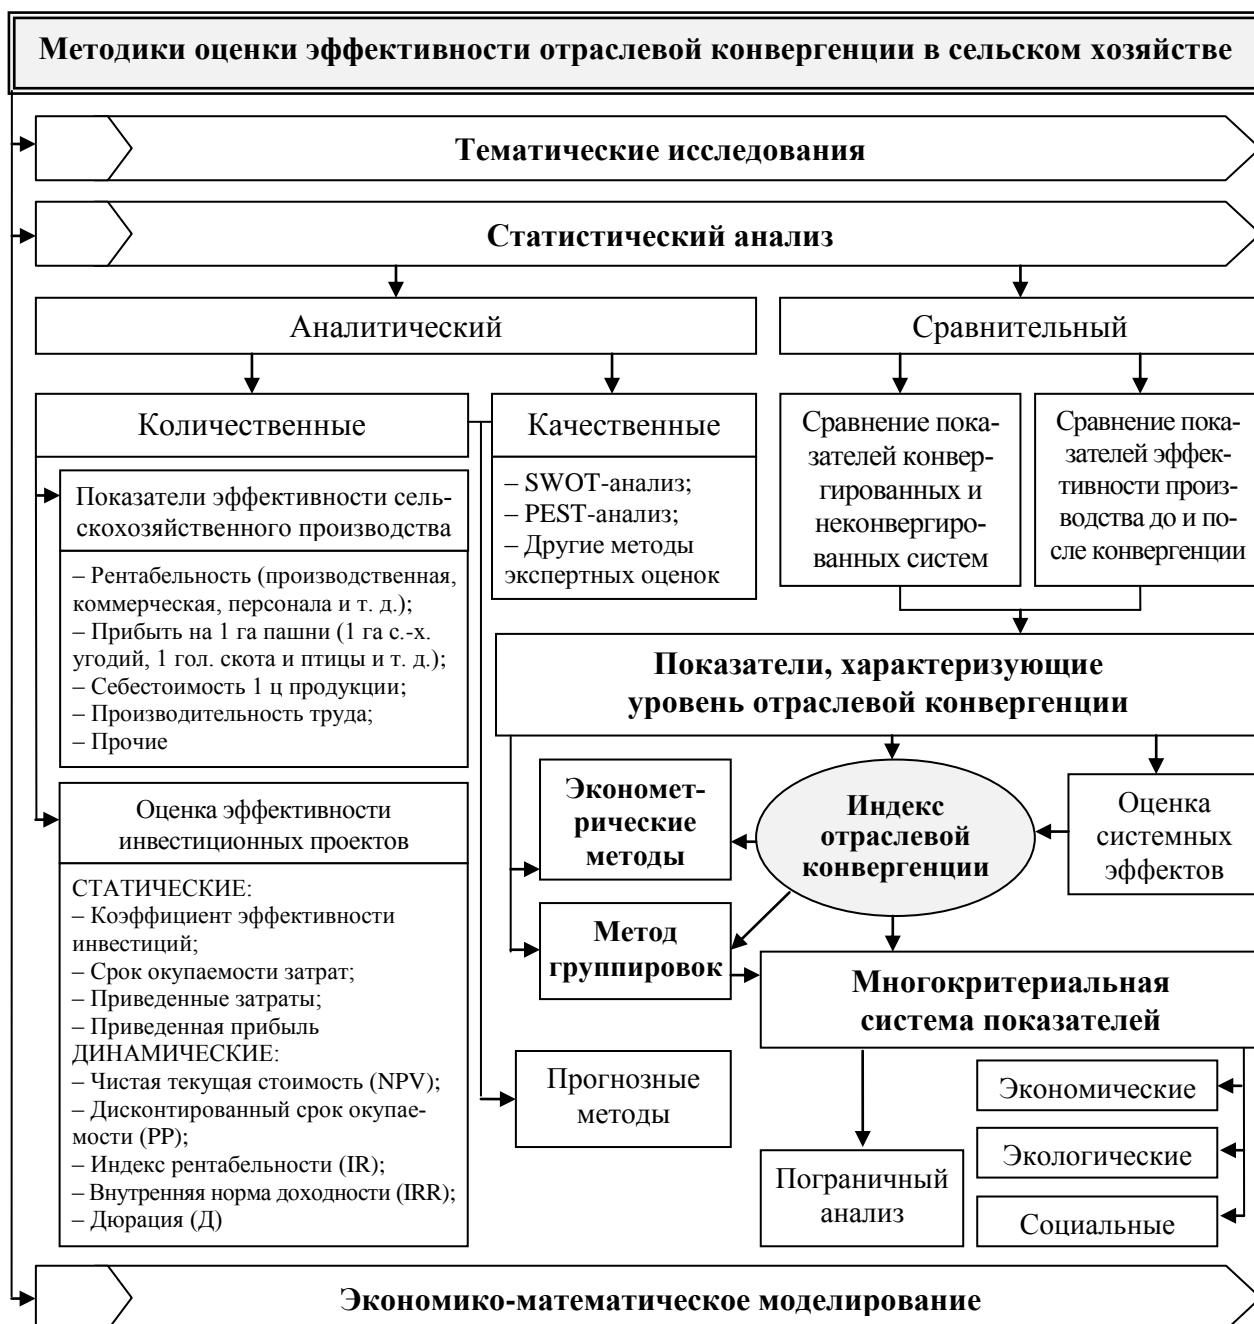 Методики оценки эффективности отраслевой конвергенции в сельском хозяйстве
Тематические исследования
Статистический анализ
Аналитический
Сравнительный
Количественные
Качественные
Показатели эффективности сель-
скохозяйственного производства
– Рентабельность (производственная,
коммерческая, персонала и т. д.);
– Прибыть на 1 га пашни (1 га с.-х.
угодий, 1 гол. скота и птицы и т. д.);
– Себестоимость 1 ц продукции;
– Производительность труда;
– Прочие
Оценка эффективности
инвестиционных проектов
СТАТИЧЕСКИЕ:
– Коэффициент эффективности
инвестиций;
– Срок окупаемости затрат;
– Приведенные затраты;
– Приведенная прибыль
ДИНАМИЧЕСКИЕ:
– Чистая текущая стоимость (NPV);
– Дисконтированный срок окупае-
мости (PP);
– Индекс рентабельности (IR);
– Внутренняя норма доходности (IRR);
– Дюрация (Д)
– SWOT-анализ;
– PEST-анализ;
– Другие методы
экспертных оценок
Сравнение пока-
зателей конвер-
гированных и
неконвергиро-
ванных систем
Сравнение пока-
зателей эффек-
тивности произ-
водства до и по-
сле конвергенции
Показатели, характеризующие
уровень отраслевой конвергенции
Экономет-
рические
методы
Индекс
отраслевой
конвергенции
Оценка
системных
эффектов
Метод
группировок
Многокритериальная
система показателей
Прогнозные
методы
Пограничный
анализ
Экономические
Экологические
Социальные
Экономико-математическое моделирование